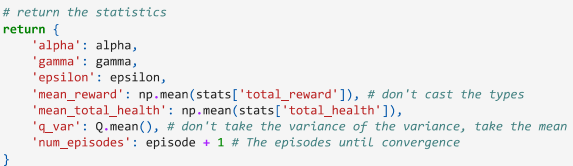 # return the statistics
return {
'alpha': alpha,
'gamma': gamma,
'epsilon': epsilon,
'mean_reward': np.mean(stats['total_reward']), # don't cast the types
'mean_total_health': np.mean(stats['total_health']),
'q_var': Q.mean(), # don't take the variance of the variance, take the mean
'num_episodes': episode + 1 # The episodes until convergence
}